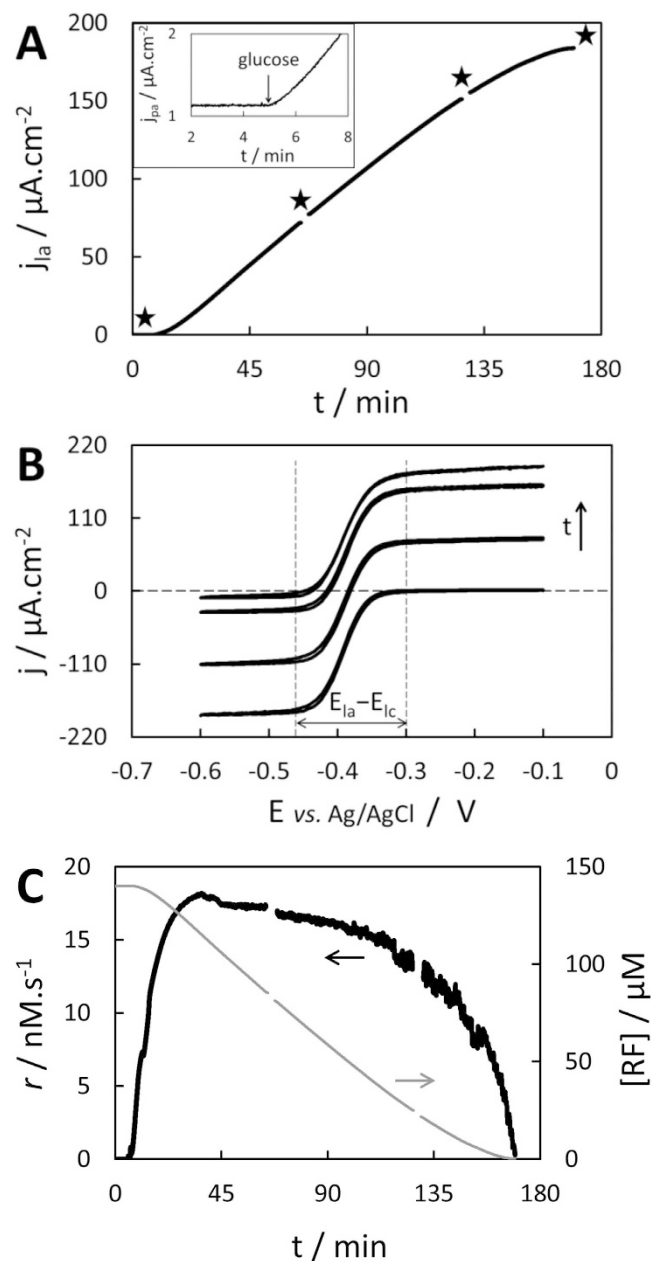 A
200
150
100
50
0
j_la / µA.cm⁻²
2
1
j_pa / µA.cm⁻²
glucose
2 4 6 8
t / min
0 45 90 135 180
t / min
B
220
110
0
-110
-220
j / µA.cm⁻²
t
E_la−E_lc
-0.7 -0.6 -0.5 -0.4 -0.3 -0.2 -0.1 0
E vs. Ag/AgCl / V
C
20
15
10
5
0
r / nM.s⁻¹
150
100
50
0
[RF] / µM
0 45 90 135 180
t / min